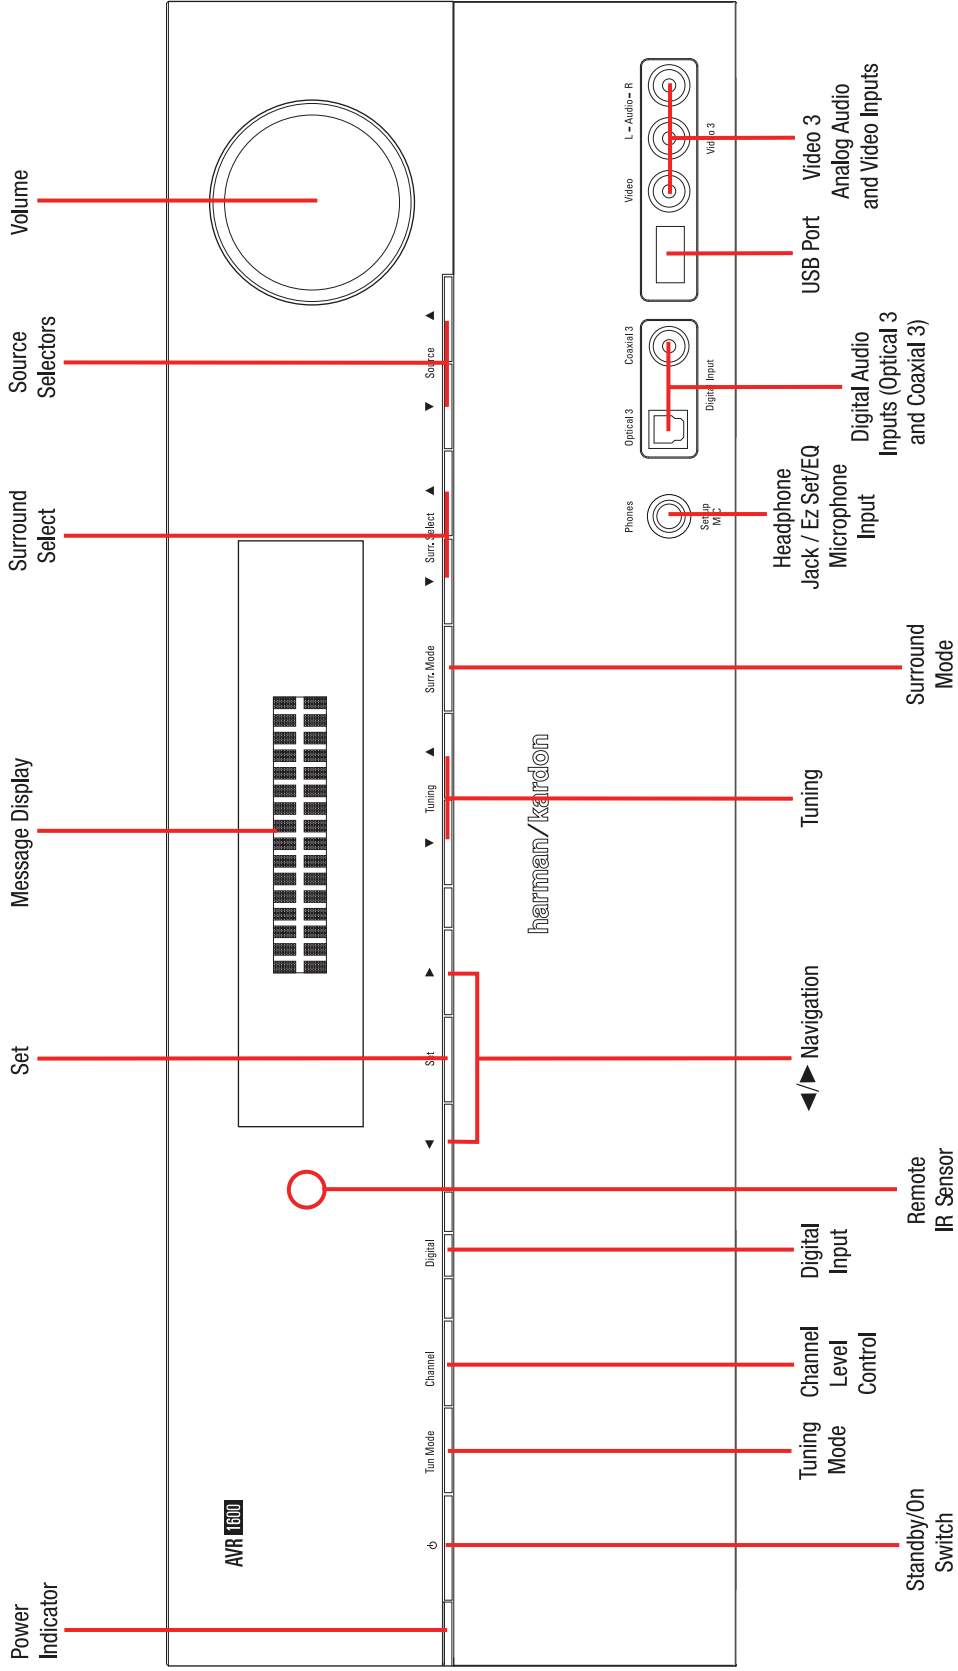 Power
Indicator
Set
Message Display
Surround
Select
Source
Selectors
Volume
AVR 1600
Tun Mode
Channel
Digital
Set
Tuning
Surr. Mode
Surr. Select
Source
harman/kardon
Phones
Setup
MIC
Optical 3
Coaxial 3
Digital Input
Video
L – Audio – R
Video 3
Standby/On
Switch
Tuning
Mode
Channel
Level
Control
Digital
Input
Remote
IR Sensor
◀/▶ Navigation
Tuning
Surround
Mode
Headphone
Jack / Ez Set/EQ
Microphone
Input
Digital Audio
Inputs (Optical 3
and Coaxial 3)
USB Port
Video 3
Analog Audio
and Video Inputs